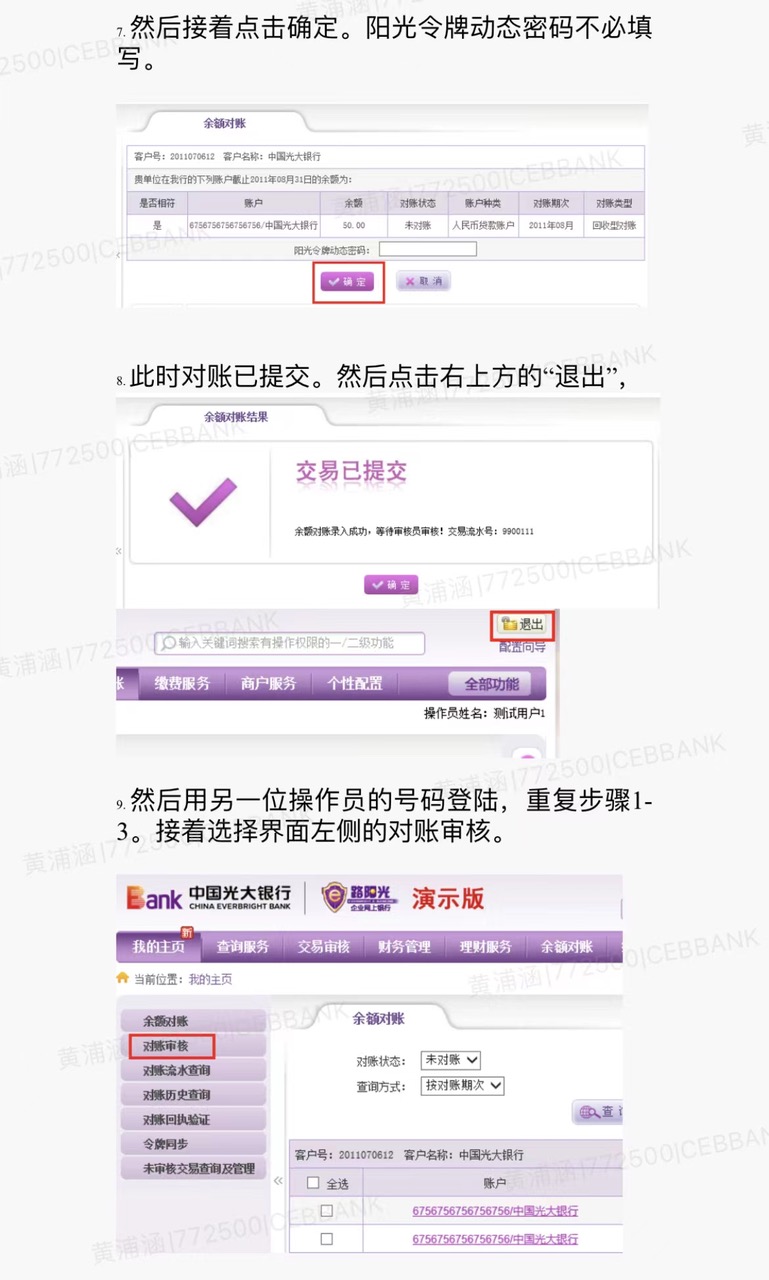 7. 然后接着点击确定。阳光令牌动态密码不必填
写。
余额对账
客户号：2011070612 客户名称：中国光大银行
贵单位在我行的下列账户截止2011年08月31日的余额为：
是否相符 账户 余额 对账状态 账户种类 对账期次 对账类型
是 6756756756756756/中国光大银行 50.00 未对账 人民币贷款账户 2011年08月 回收型对账
阳光令牌动态密码：
确 定 取 消
8. 此时对账已提交。然后点击右上方的“退出”，
余额对账结果
交易已提交
余额对账录入成功，等待审核员审核！交易流水号：9900111
确 定
退出
输入关键词搜索有操作权限的一/二级功能
配置向导
账 缴费服务 商户服务 个性配置 全部功能
操作员姓名：测试用户1
9. 然后用另一位操作员的号码登陆，重复步骤1-
3。接着选择界面左侧的对账审核。
Bank 中国光大银行 CHINA EVERBRIGHT BANK 路阳光 企业网上银行 演示版
新
我的主页 查询服务 交易审核 财务管理 理财服务 余额对账
当前位置：我的主页
余额对账
对账审核
对账流水查询
对账历史查询
对账回执验证
令牌同步
未审核交易查询及管理
余额对账
对账状态： 未对账
查询方式： 按对账期次
查 询
客户号：2011070612 客户名称：中国光大银行
全选 账户
6756756756756756/中国光大银行
6756756756756756/中国光大银行
黄浦涵|772500|CEBBANK